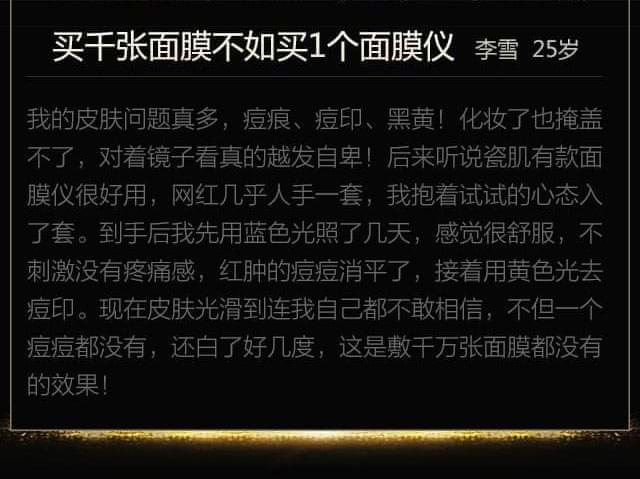 买千张面膜不如买1个面膜仪 李雪 25岁
我的皮肤问题真多，痘痕、痘印、黑黄！化妆了也掩盖
不了，对着镜子看真的越发自卑！后来听说瓷肌有款面
膜仪很好用，网红几乎人手一套，我抱着试试的心态入
了套。到手后我先用蓝色光照了几天，感觉很舒服，不
刺激没有疼痛感，红肿的痘痘消平了，接着用黄色光去
痘印。现在皮肤光滑到连我自己都不敢相信，不但一个
痘痘都没有，还白了好几度，这是敷千万张面膜都没有
的效果！